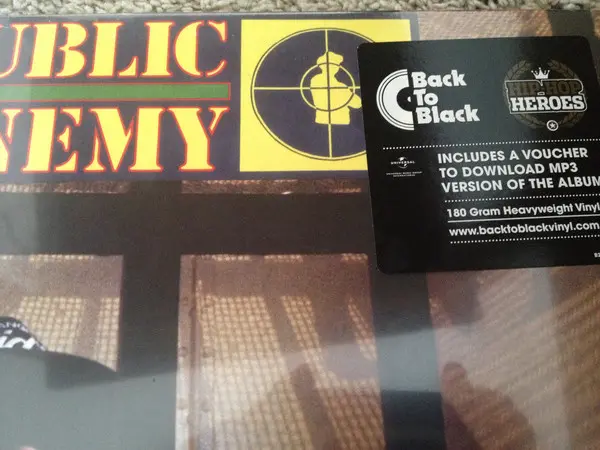 UBLIC
NEMY
Back
To
Black
HIP-HOP
HEROES
UNIVERSAL
INCLUDES A VOUCHER
TO DOWNLOAD MP3
VERSION OF THE ALBUM
180 Gram Heavyweight Vinyl
www.backtoblackvinyl.com